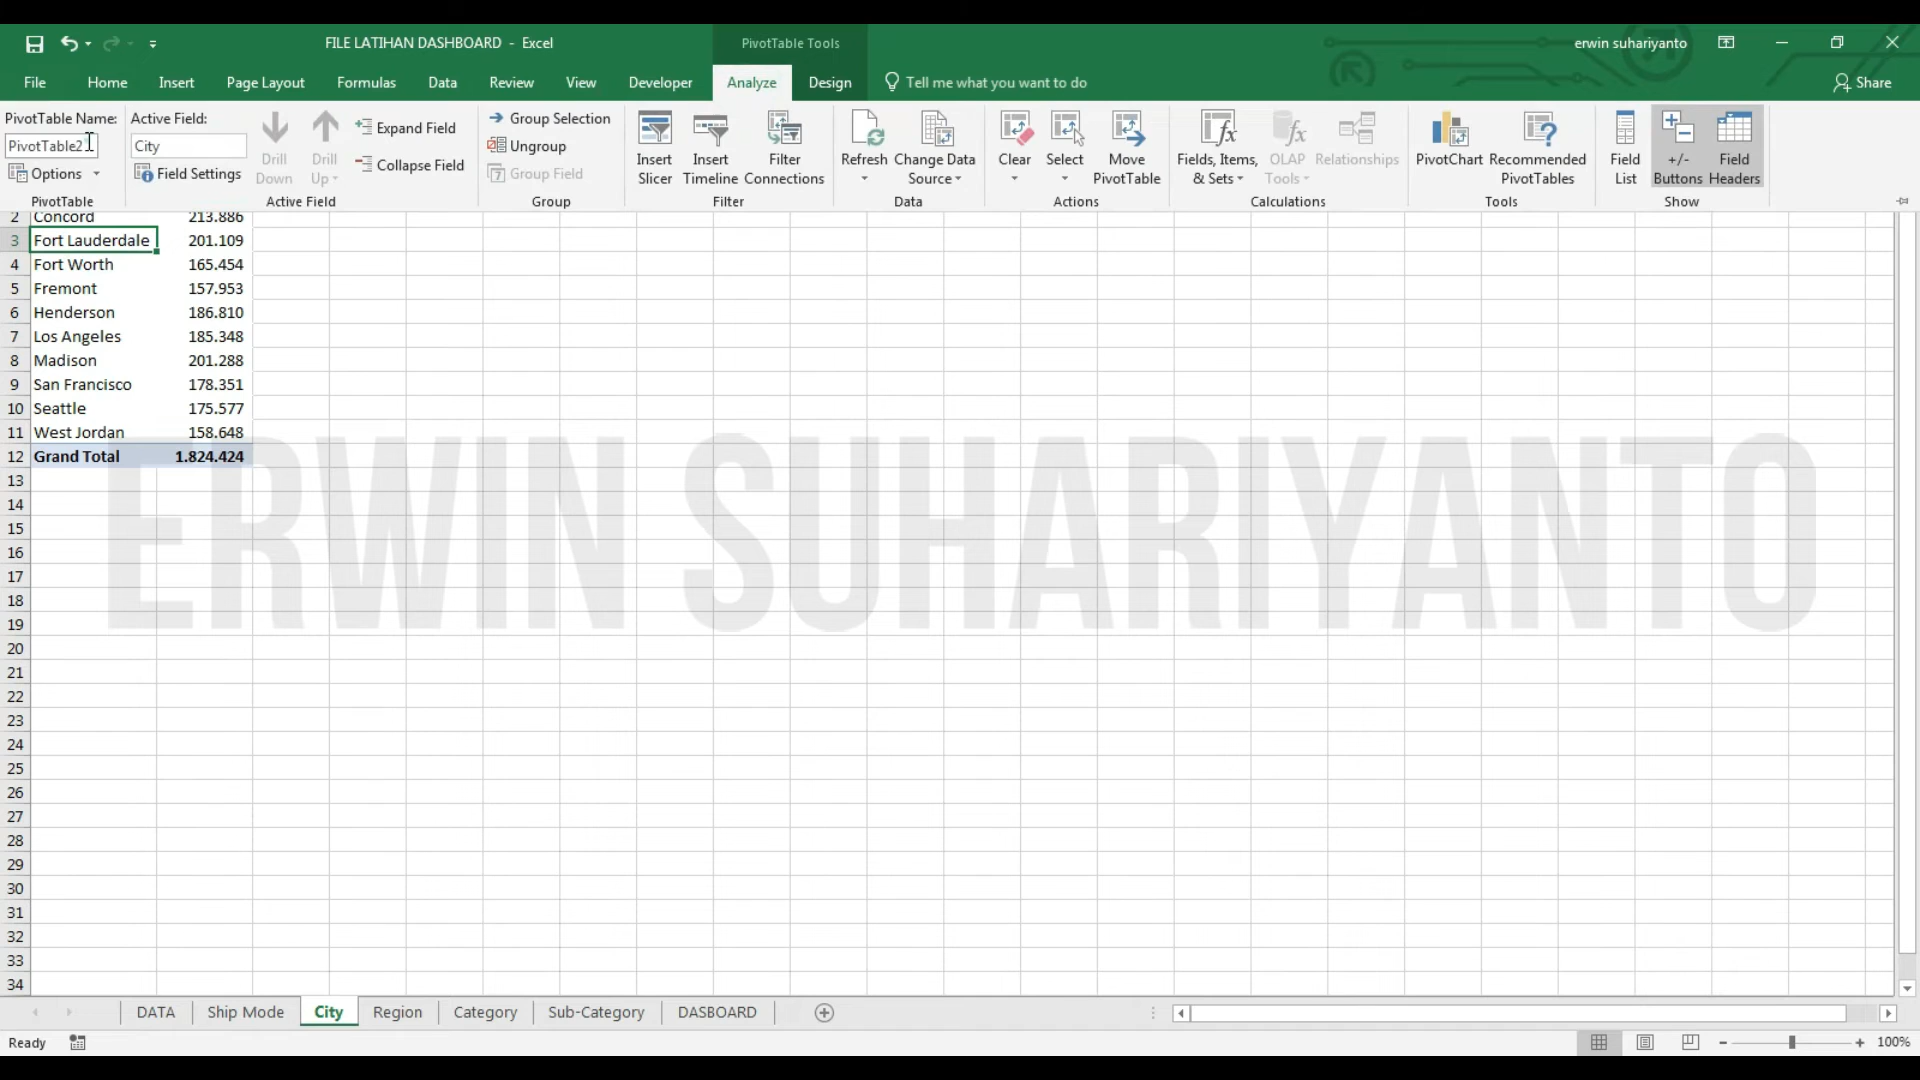 FILE LATIHAN DASHBOARD - Excel
PivotTable Tools
erwin suhariyanto
File Home Insert Page Layout Formulas Data Review View Developer Analyze Design Tell me what you want to do Share
PivotTable Name:
PivotTable2
Options
PivotTable
Active Field:
City
Field Settings
Drill Down
Drill Up
Expand Field
Collapse Field
Active Field
Group Selection
Ungroup
Group Field
Group
Insert Slicer
Insert Timeline
Filter Connections
Filter
Refresh
Change Data Source
Data
Clear
Select
Move PivotTable
Actions
Fields, Items, & Sets
OLAP Tools
Relationships
Calculations
PivotChart
Recommended PivotTables
Tools
Field List
+/- Buttons
Field Headers
Show
2 Concord 213.886
3 Fort Lauderdale 201.109
4 Fort Worth 165.454
5 Fremont 157.953
6 Henderson 186.810
7 Los Angeles 185.348
8 Madison 201.288
9 San Francisco 178.351
10 Seattle 175.577
11 West Jordan 158.648
12 Grand Total 1.824.424
13
14
15
16
17
18
19
20
21
22
23
24
25
26
27
28
29
30
31
32
33
34
ERWIN SUHARIYANTO
DATA Ship Mode City Region Category Sub-Category DASBOARD
Ready
100%